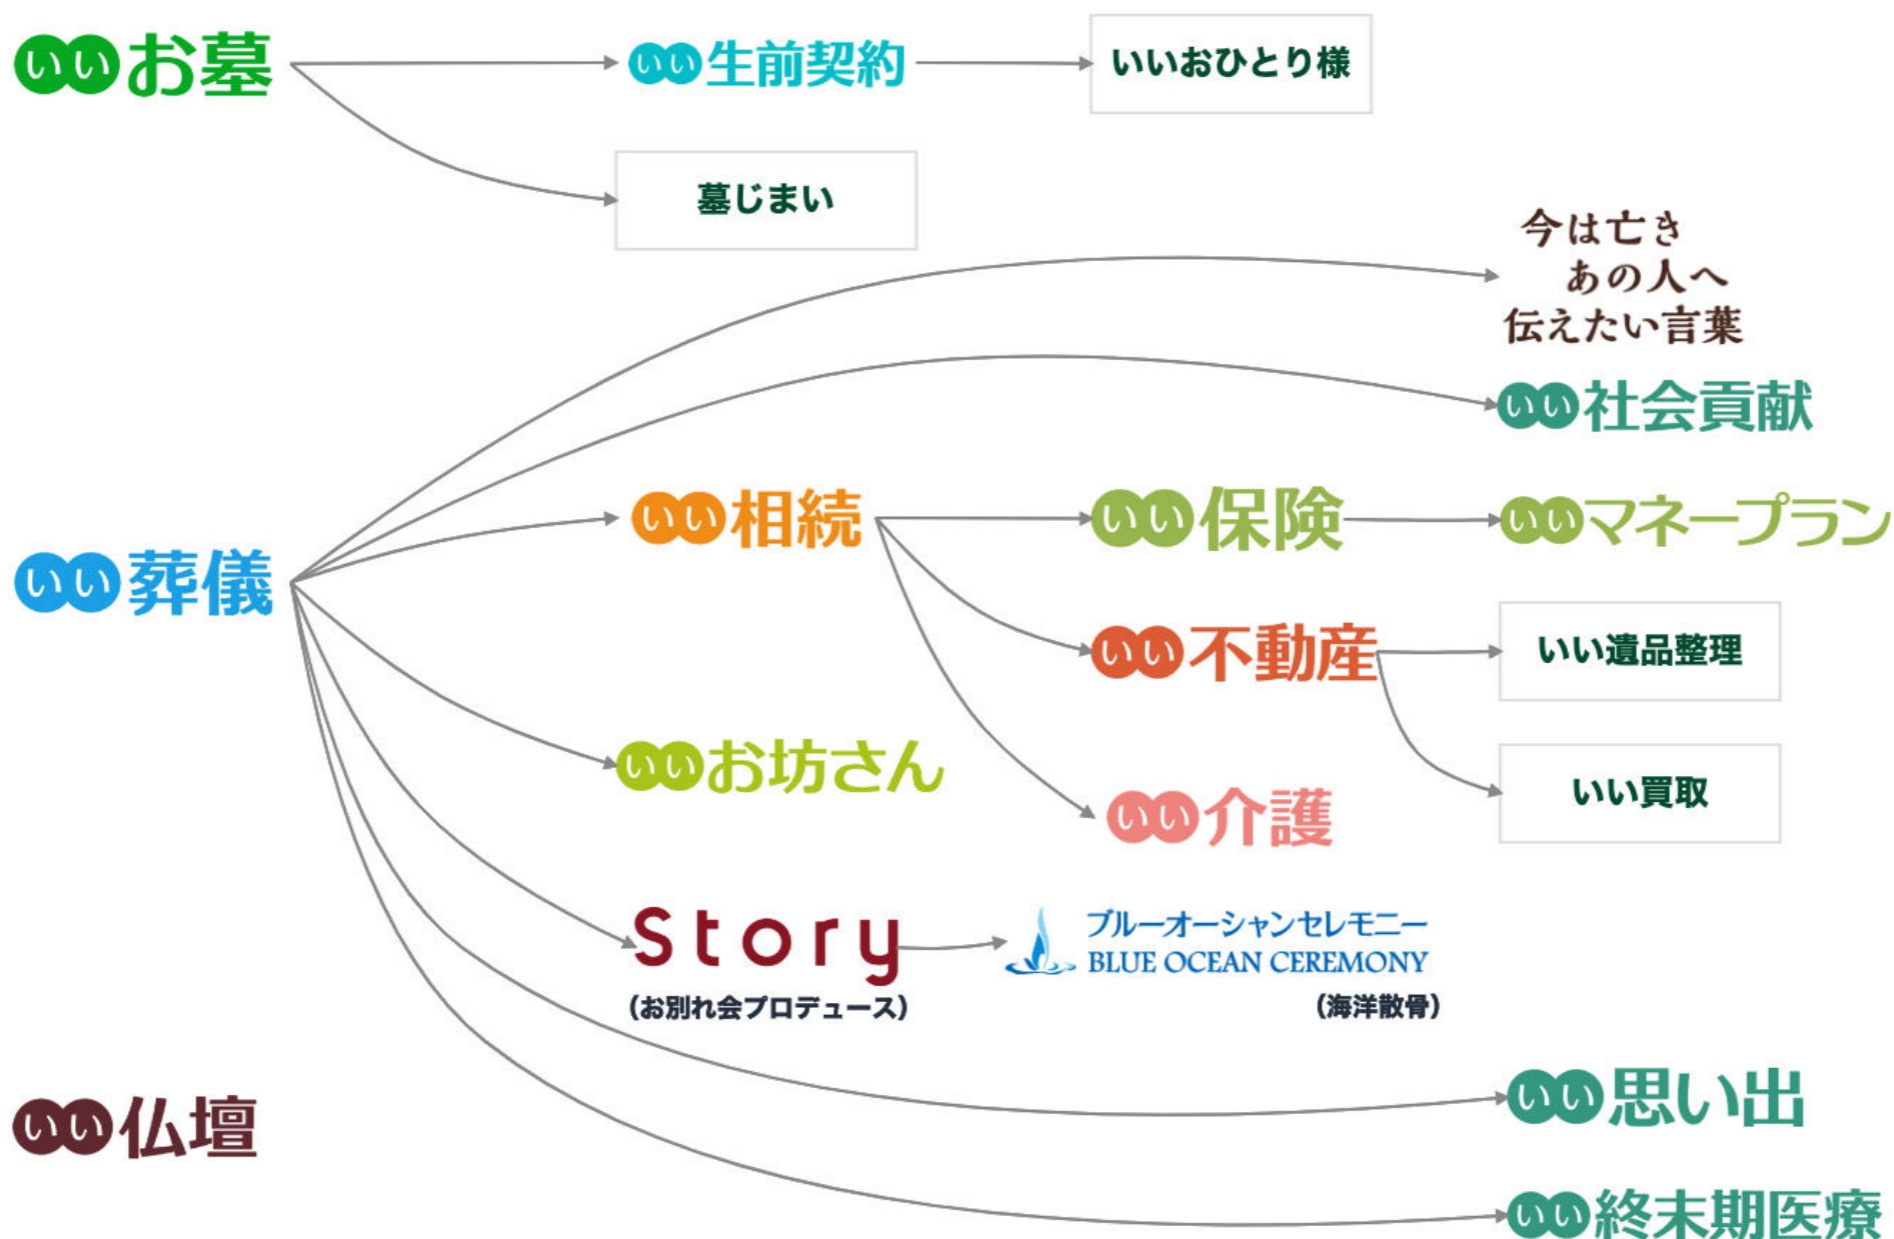 いいお墓
いい生前契約
いいおひとり様
墓じまい
今は亡き
あの人へ
伝えたい言葉
いい社会貢献
いい葬儀
いい相続
いい保険
いいマネープラン
いい不動産
いい遺品整理
いいお坊さん
いい介護
いい買取
Story
(お別れ会プロデュース)
ブルーオーシャンセレモニー
BLUE OCEAN CEREMONY
(海洋散骨)
いい仏壇
いい思い出
いい終末期医療